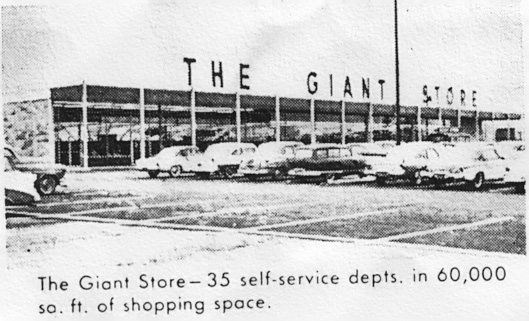 THE GIANT STORE
The Giant Store— 35 self-service depts. in 60,000
sq. ft. of shopping space.